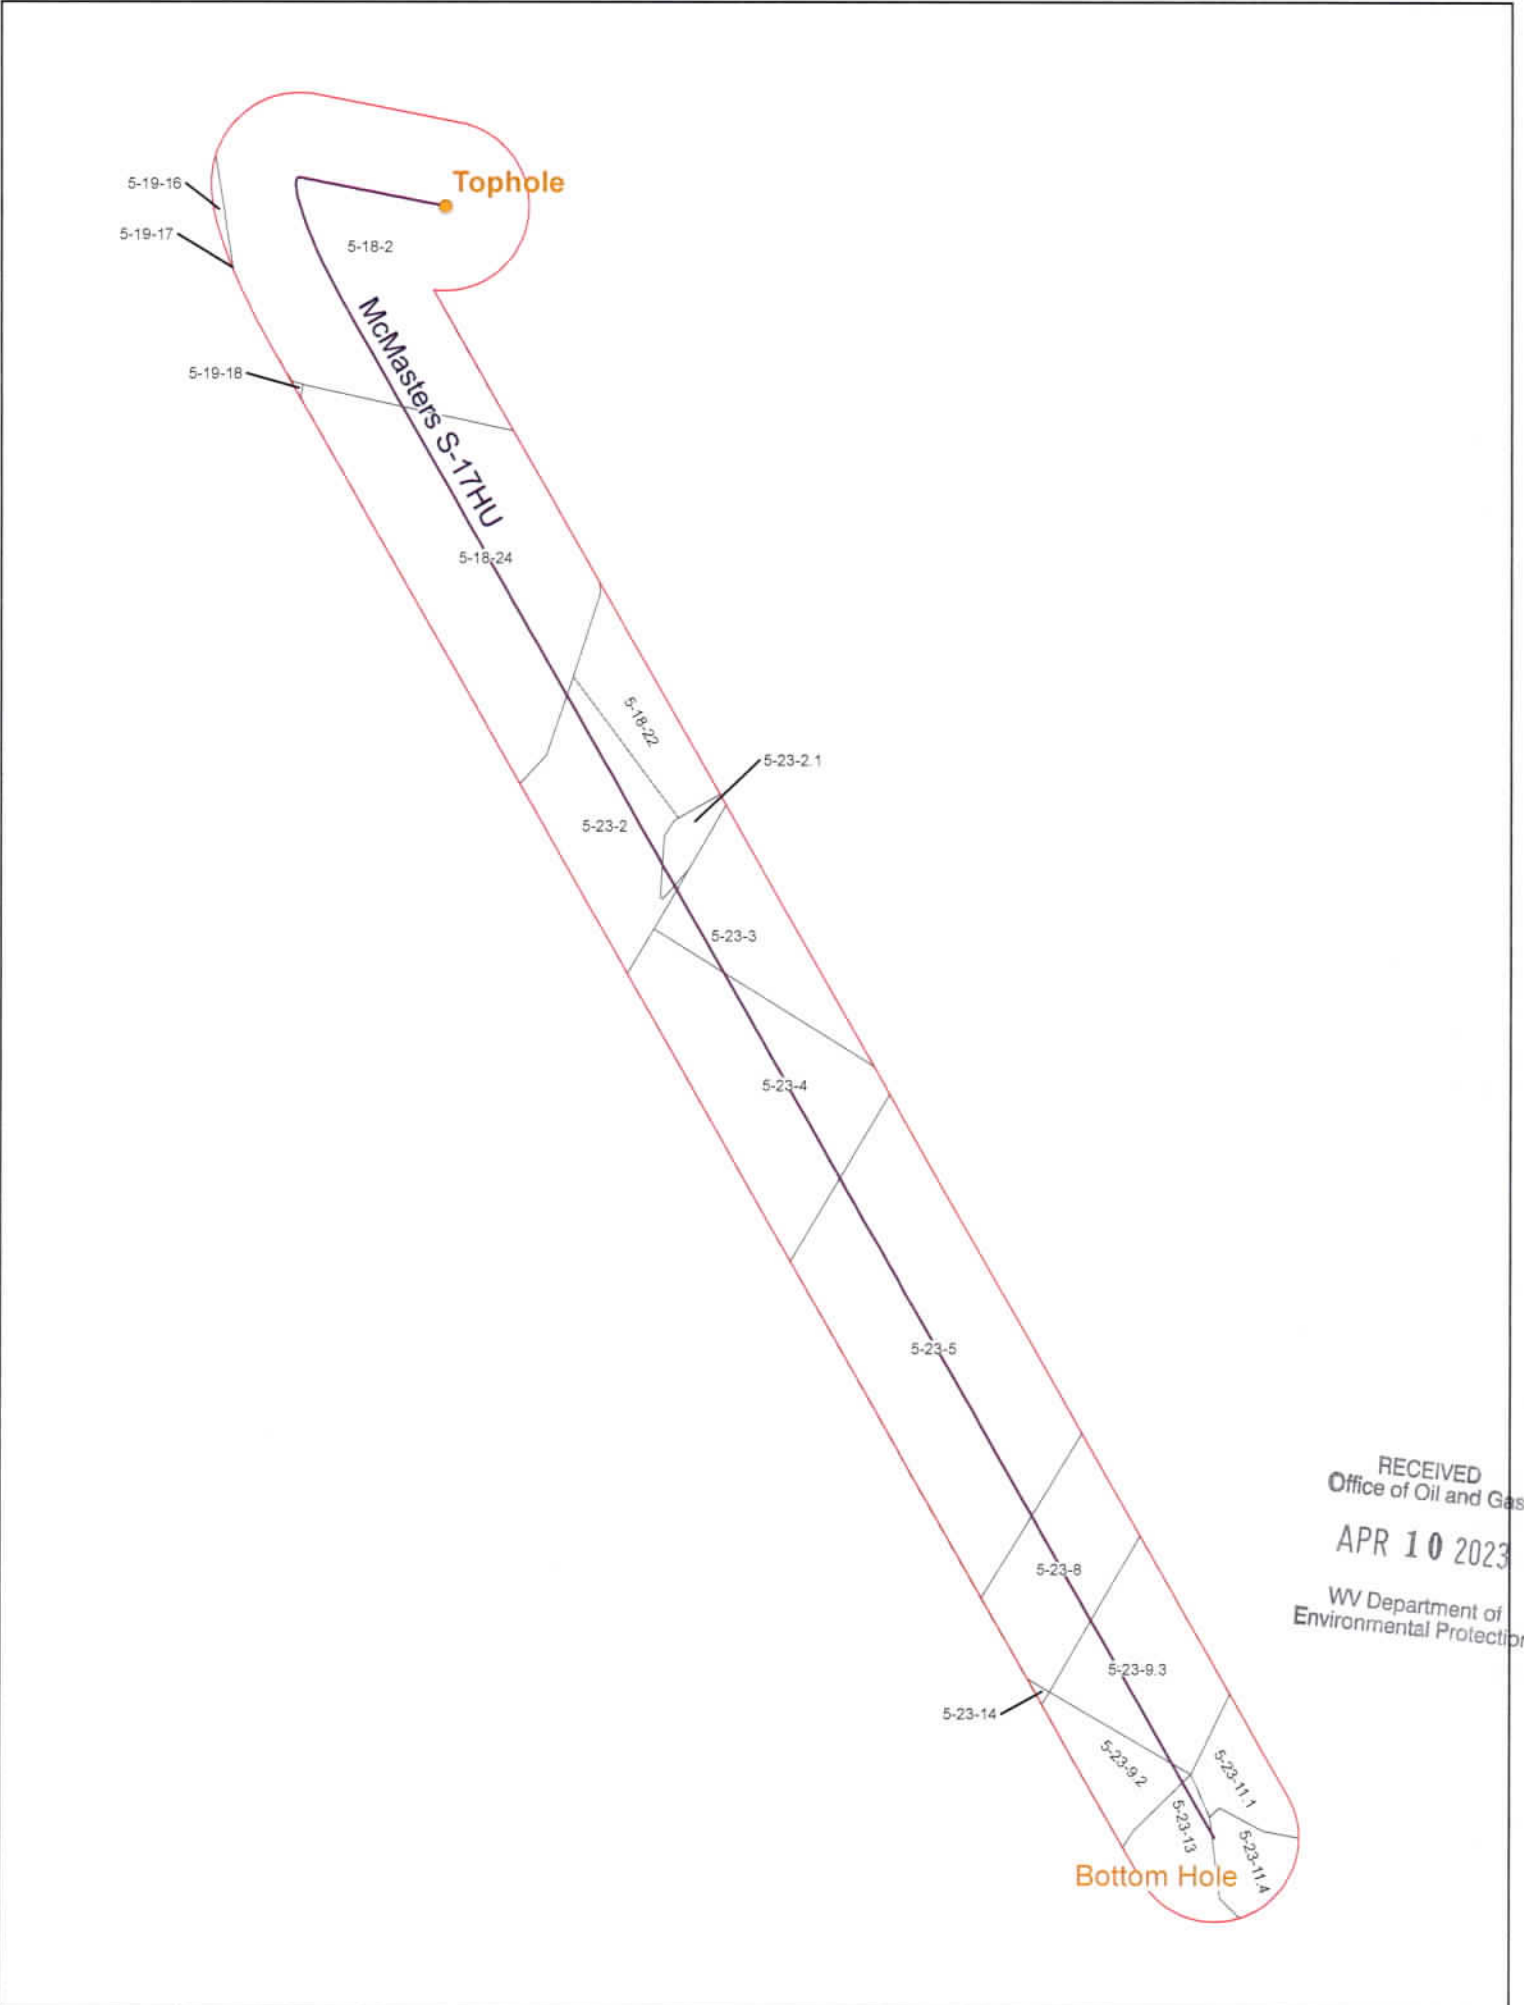 5-19-16
Tophole
5-19-17
5-18-2
McMasters S-17HU
5-19-18
5-18-24
5-18-22
5-23-2.1
5-23-2
5-23-3
5-23-4
5-23-5
RECEIVED
Office of Oil and Gas
APR 10 2023
WV Department of
Environmental Protection
5-23-8
5-23-9.3
5-23-14
5-23-9.2
5-23-11.1
5-23-13
5-23-11.4
Bottom Hole